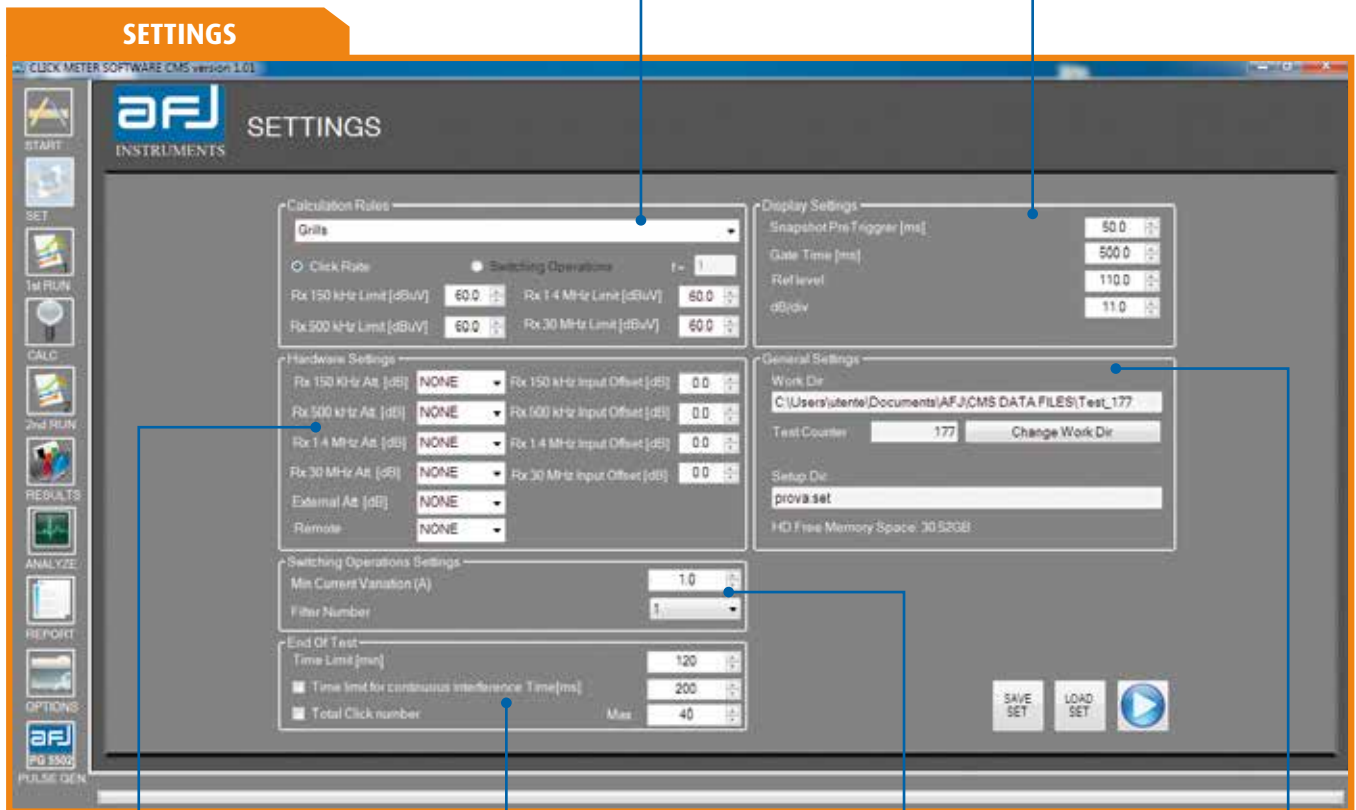 SETTINGS
CLICK METER SOFTWARE CMS version 1.01
afj
INSTRUMENTS
SETTINGS
START
SET
1st RUN
CALC
2nd RUN
RESULTS
ANALYZE
REPORT
OPTIONS
afj
PG 5502
PULSE GEN
Calculation Rules
Grills
Click Rate
Switching Operations
f = 1
Rx 150 kHz Limit [dBuV] 60.0
Rx 1.4 MHz Limit [dBuV] 60.0
Rx 500 kHz Limit [dBuV] 60.0
Rx 30 MHz Limit [dBuV] 60.0
Hardware Settings
Rx 150 KHz Att. [dB] NONE
Rx 150 kHz Input Offset [dB] 0.0
Rx 500 kHz Att. [dB] NONE
Rx 500 kHz Input Offset [dB] 0.0
Rx 1.4 MHz Att. [dB] NONE
Rx 1.4 MHz Input Offset [dB] 0.0
Rx 30 MHz Att. [dB] NONE
Rx 30 MHz Input Offset [dB] 0.0
External Att. [dB] NONE
Remote NONE
Switching Operations Settings
Min Current Variation (A) 1.0
Filter Number 1
End Of Test
Time Limit [min] 120
Time limit for continuous interference Time[ms] 200
Total Click number Max 40
Display Settings
Snapshot PreTriggrer [ms] 50.0
Gate Time [ms] 500.0
Ref level 110.0
dB/div 11.0
General Settings
Work Dir
C:\Users\utente\Documents\AFJ\CMS DATA FILES\Test_177
Test Counter 177 Change Work Dir
Setup Dir
prova.set
HD Free Memory Space: 30.52GB
SAVE SET
LOAD SET